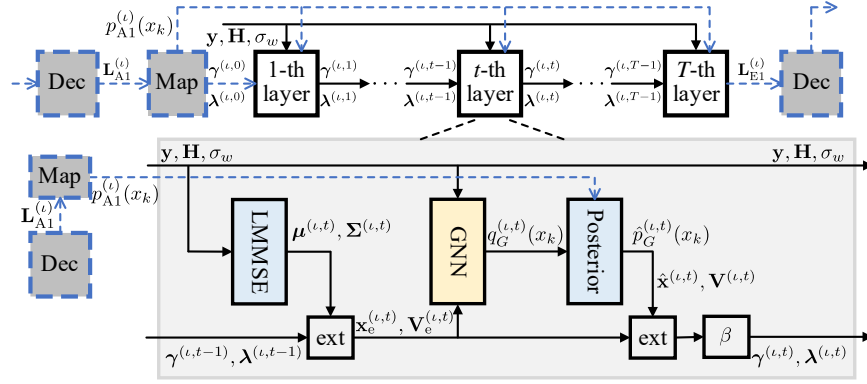 p_{A1}^{(ι)}(x_k)
y, H, σ_w
Dec
L_{A1}^{(ι)}
Map
γ^{(ι,0)}
λ^{(ι,0)}
1-th
layer
γ^{(ι,1)}
λ^{(ι,1)}
···
γ^{(ι,t−1)}
λ^{(ι,t−1)}
t-th
layer
γ^{(ι,t)}
λ^{(ι,t)}
···
γ^{(ι,T−1)}
λ^{(ι,T−1)}
T-th
layer
L_{E1}^{(ι)}
Dec
y, H, σ_w
y, H, σ_w
Map
p_{A1}^{(ι)}(x_k)
L_{A1}^{(ι)}
Dec
LMMSE
μ^{(ι,t)}, Σ^{(ι,t)}
GNN
q_G^{(ι,t)}(x_k)
Posterior
p̂_G^{(ι,t)}(x_k)
x̂^{(ι,t)}, V^{(ι,t)}
ext
x_e^{(ι,t)}, V_e^{(ι,t)}
ext
β
γ^{(ι,t−1)}, λ^{(ι,t−1)}
γ^{(ι,t)}, λ^{(ι,t)}